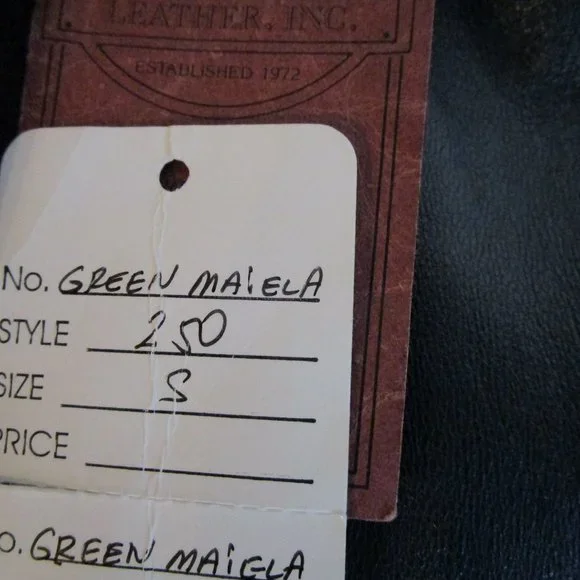 LEATHER, INC.
ESTABLISHED 1972
No. GREEN MAiELA
STYLE 250
SIZE S
PRICE
o. GREEN MAiELA